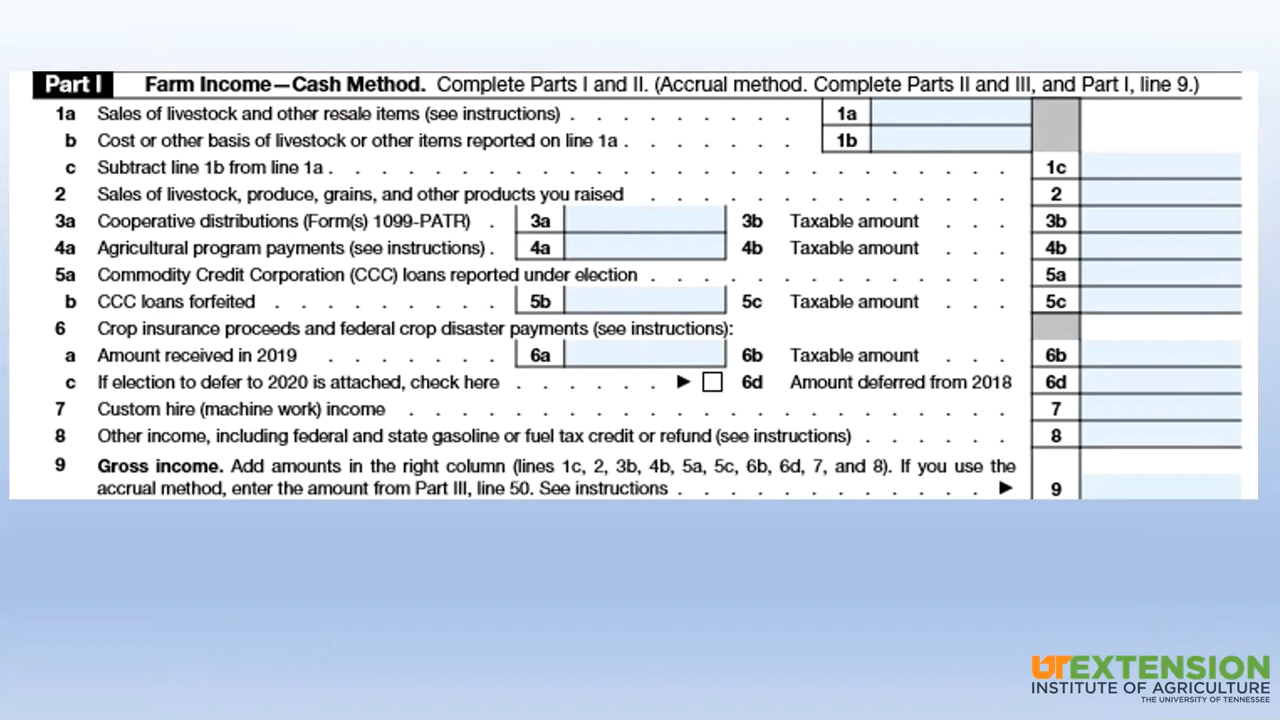 Part I Farm Income—Cash Method. Complete Parts I and II. (Accrual method. Complete Parts II and III, and Part I, line 9.)
1a Sales of livestock and other resale items (see instructions) . . . . . . . . . 1a
b Cost or other basis of livestock or other items reported on line 1a . . . . . . . 1b
c Subtract line 1b from line 1a . . . . . . . . . . . . . . . . . . . . . . . . . . 1c
2 Sales of livestock, produce, grains, and other products you raised . . . . . . . . . . . . . . 2
3a Cooperative distributions (Form(s) 1099-PATR) . 3a 3b Taxable amount . . . 3b
4a Agricultural program payments (see instructions) . 4a 4b Taxable amount . . . 4b
5a Commodity Credit Corporation (CCC) loans reported under election . . . . . . . . . . . . . . 5a
b CCC loans forfeited . . . . . . . . . 5b 5c Taxable amount . . . 5c
6 Crop insurance proceeds and federal crop disaster payments (see instructions):
a Amount received in 2019 . . . . . . . 6a 6b Taxable amount . . . 6b
c If election to defer to 2020 is attached, check here . . . . . . ▶ □ 6d Amount deferred from 2018 6d
7 Custom hire (machine work) income . . . . . . . . . . . . . . . . . . . . . . . 7
8 Other income, including federal and state gasoline or fuel tax credit or refund (see instructions) . . . . . . 8
9 Gross income. Add amounts in the right column (lines 1c, 2, 3b, 4b, 5a, 5c, 6b, 6d, 7, and 8). If you use the
accrual method, enter the amount from Part III, line 50. See instructions . . . . . . . . . . . . ▶ 9
UT EXTENSION
INSTITUTE OF AGRICULTURE
THE UNIVERSITY OF TENNESSEE